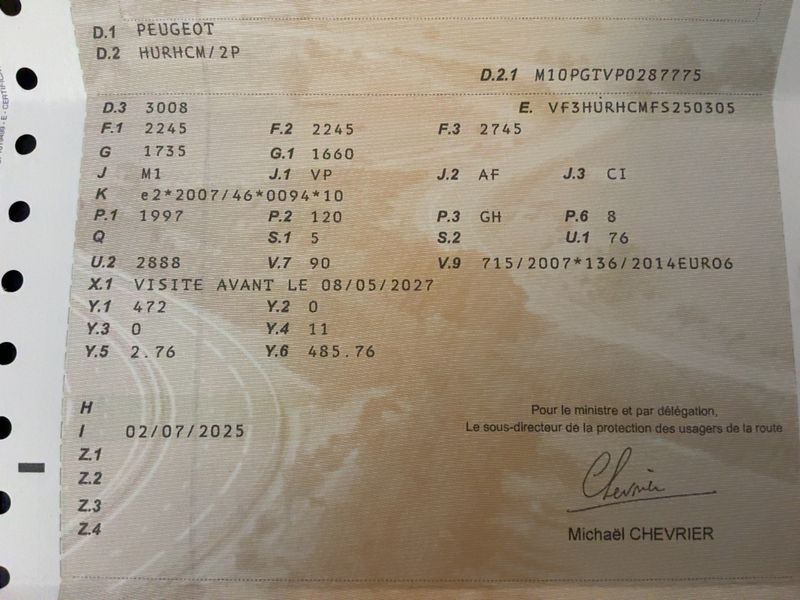 D.1 PEUGEOT
D.2 HURHCM/2P
D.2.1 M10PGTVP0287775
D.3 3008 E. VF3HURHCMFS250305
F.1 2245 F.2 2245 F.3 2745
G 1735 G.1 1660
J M1 J.1 VP J.2 AF J.3 CI
K e2*2007/46*0094*10
P.1 1997 P.2 120 P.3 GH P.6 8
Q S.1 5 S.2 U.1 76
U.2 2888 V.7 90 V.9 715/2007*136/2014EURO6
X.1 VISITE AVANT LE 08/05/2027
Y.1 472 Y.2 0
Y.3 0 Y.4 11
Y.5 2.76 Y.6 485.76
H
I 02/07/2025
Z.1
Z.2
Z.3
Z.4
Pour le ministre et par délégation,
Le sous-directeur de la protection des usagers de la route
Chevrier
Michaël CHEVRIER